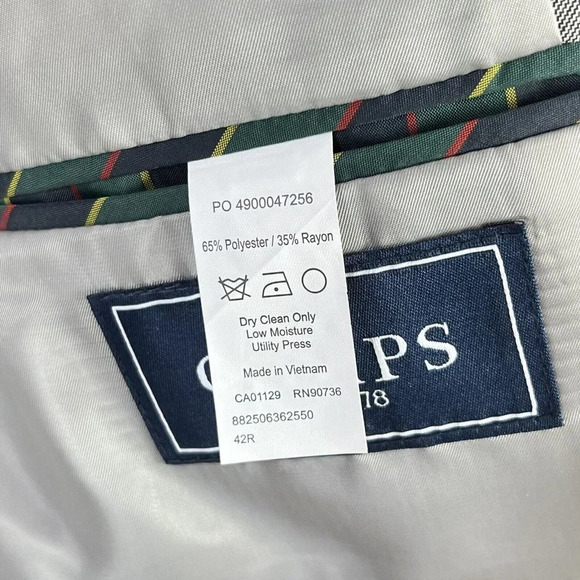 PO 4900047256
65% Polyester / 35% Rayon
Dry Clean Only
Low Moisture
Utility Press
Made in Vietnam
CA01129 RN90736
882506362550
42R